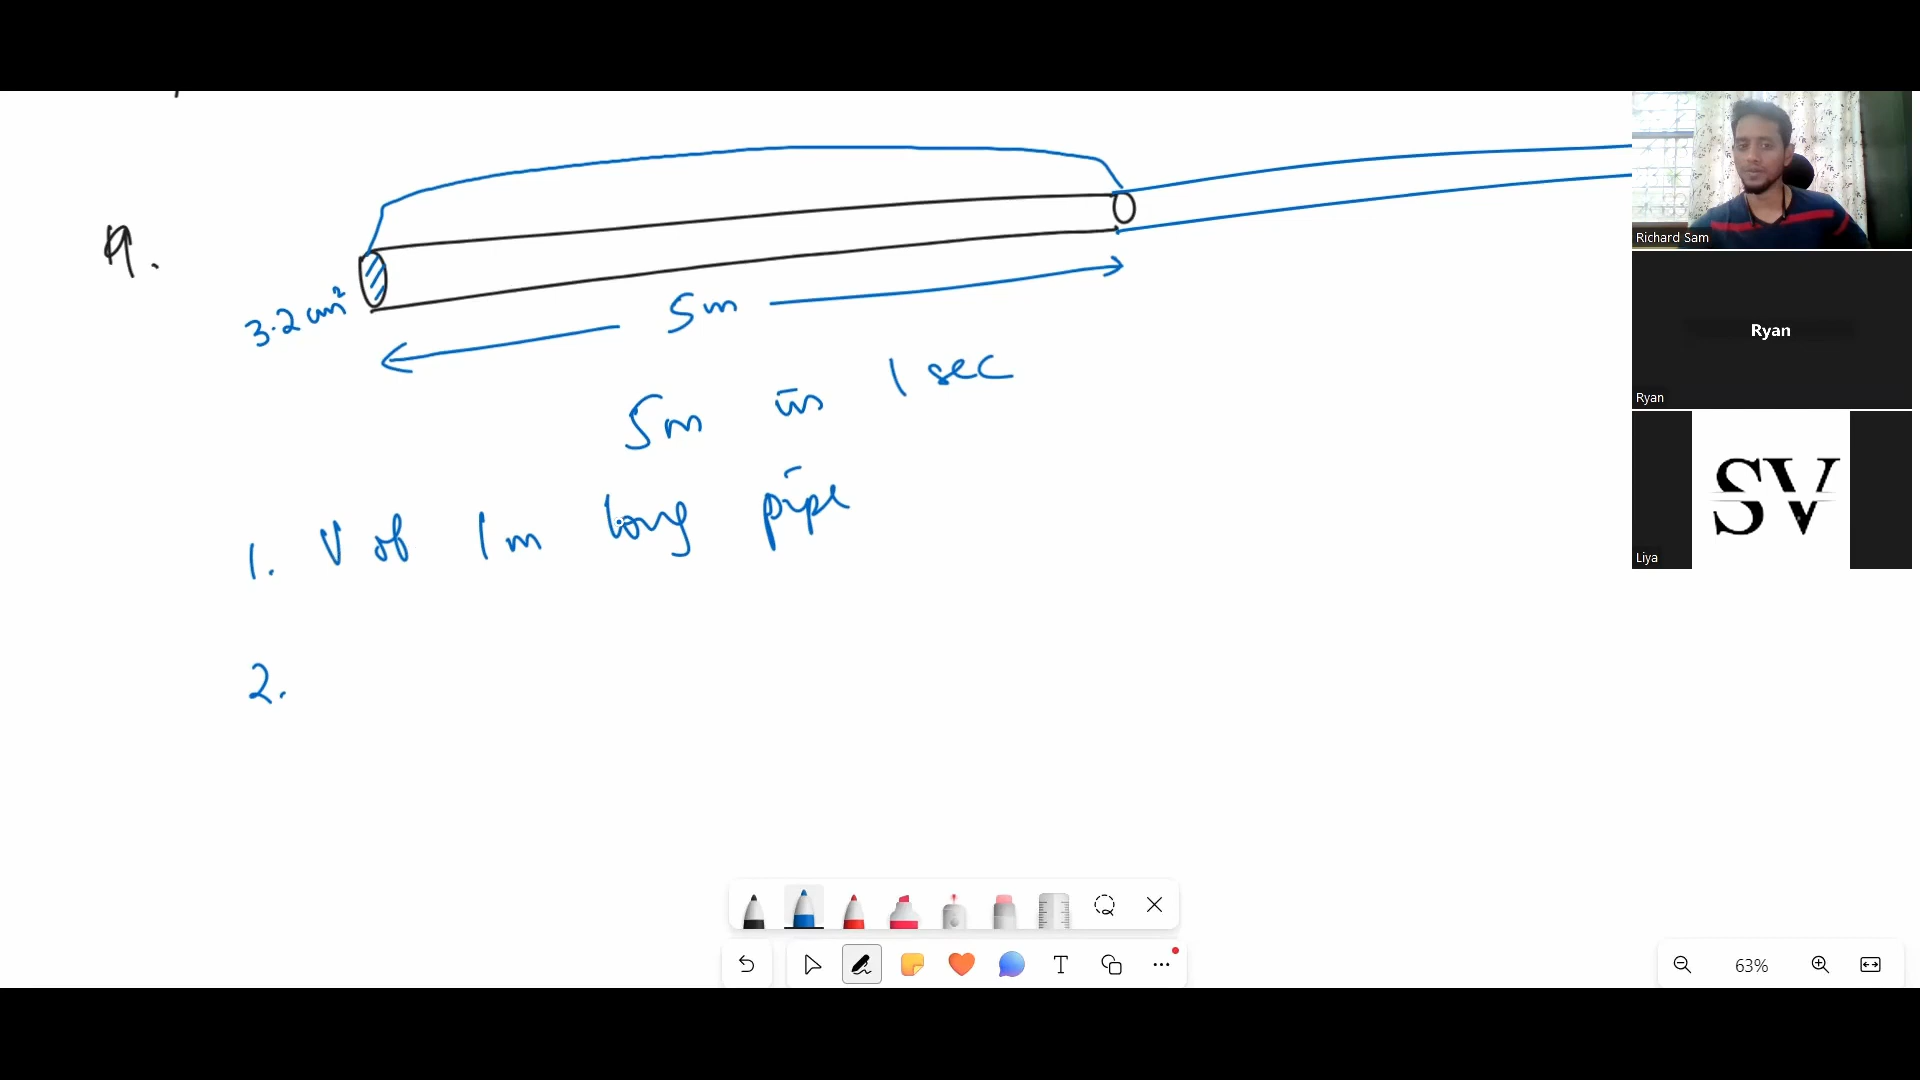 9.
3.2 cm²
5m
5m in 1 sec
1. V of 1m long pipe
2.
Richard Sam
Ryan
Ryan
SV
Liya
T
63%